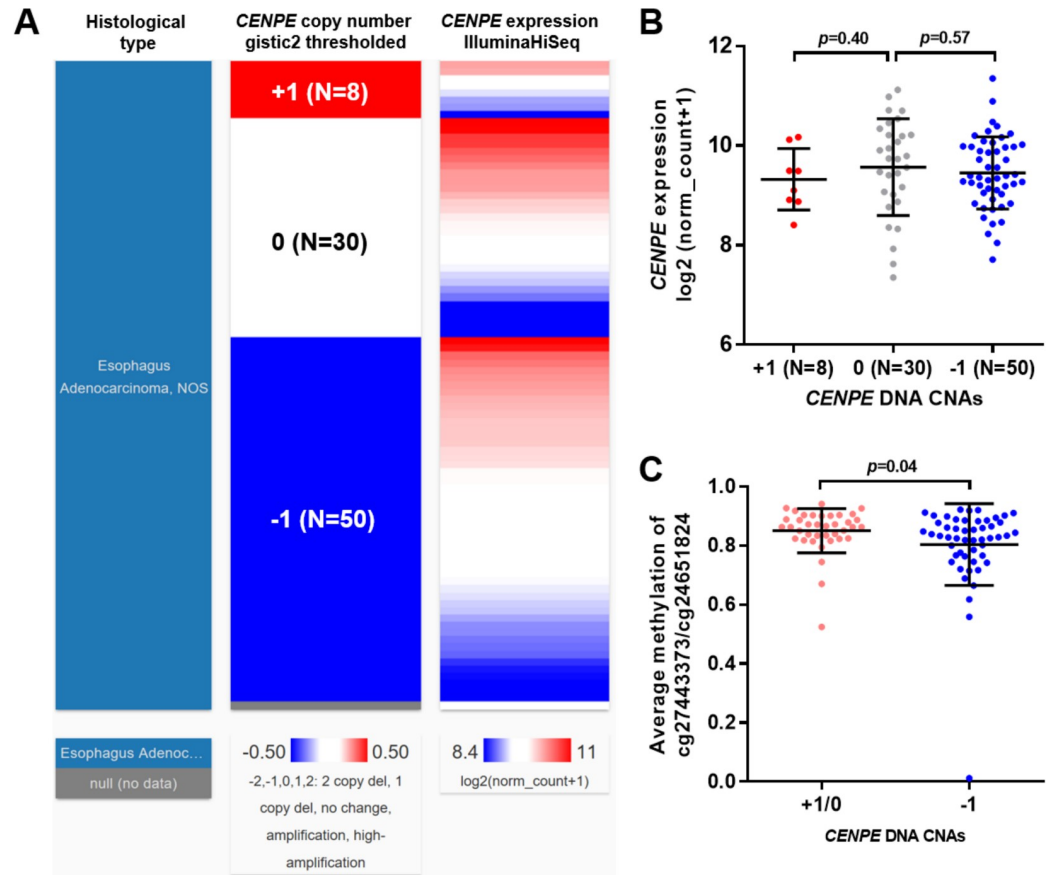 A
Histological
type
CENPE copy number
gistic2 thresholded
CENPE expression
IlluminaHiSeq
+1 (N=8)
0 (N=30)
-1 (N=50)
Esophagus
Adenocarcinoma, NOS
Esophagus Adenoc...
null (no data)
-0.50 0.50
-2,-1,0,1,2: 2 copy del, 1
copy del, no change,
amplification, high-
amplification
8.4 11
log2(norm_count+1)
B
p=0.40 p=0.57
CENPE expression
log2 (norm_count+1)
12
10
8
6
+1 (N=8) 0 (N=30) -1 (N=50)
CENPE DNA CNAs
C
p=0.04
Average methylation of
cg27443373/cg24651824
1.0
0.8
0.6
0.4
0.2
0.0
+1/0 -1
CENPE DNA CNAs